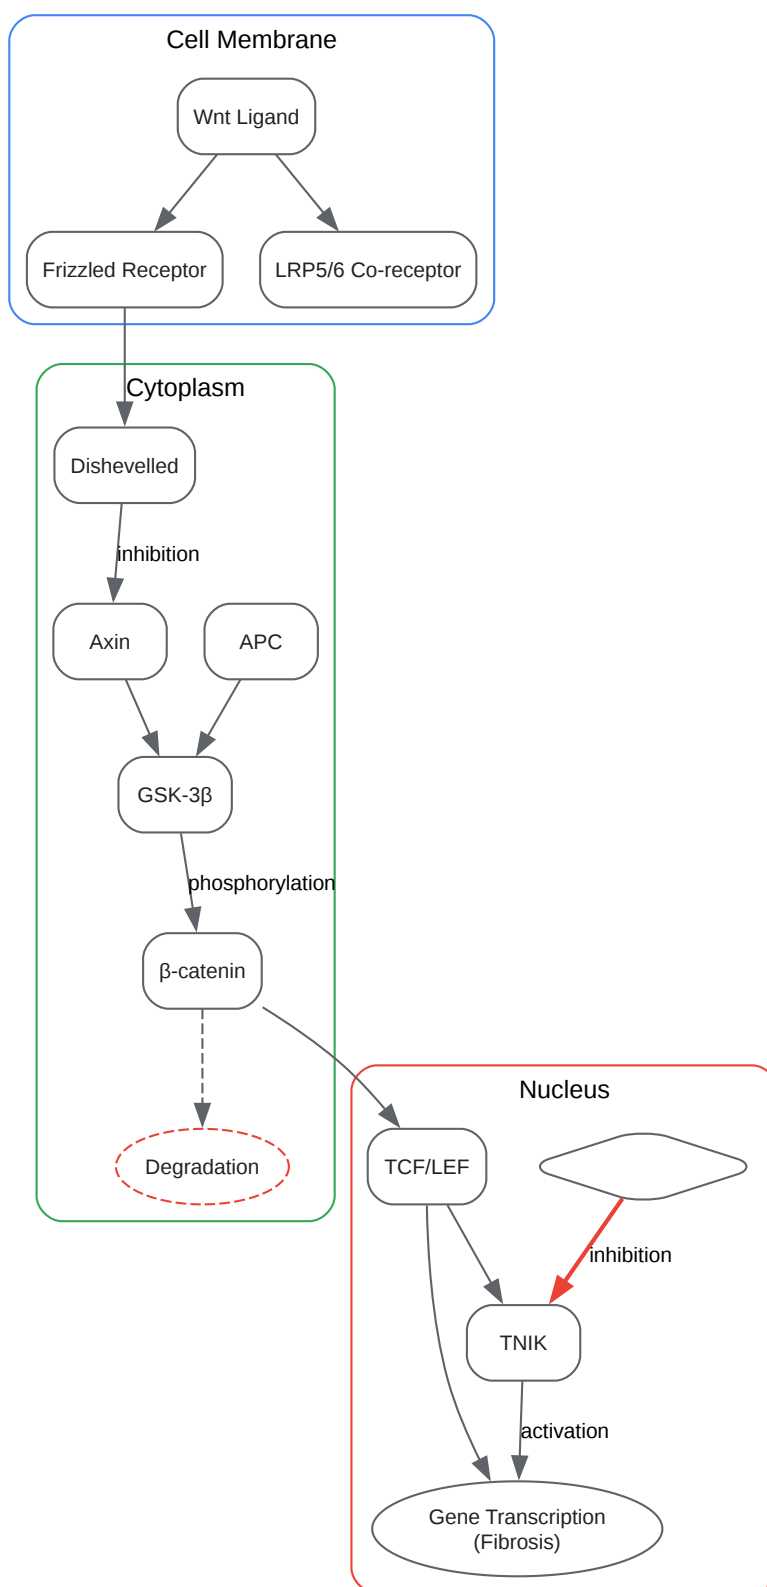 Cell Membrane
Wnt Ligand
Frizzled Receptor
LRP5/6 Co-receptor
Cytoplasm
Dishevelled
inhibition
Axin
APC
GSK-3β
phosphorylation
β-catenin
Nucleus
Degradation
TCF/LEF
inhibition
TNIK
activation
Gene Transcription
(Fibrosis)